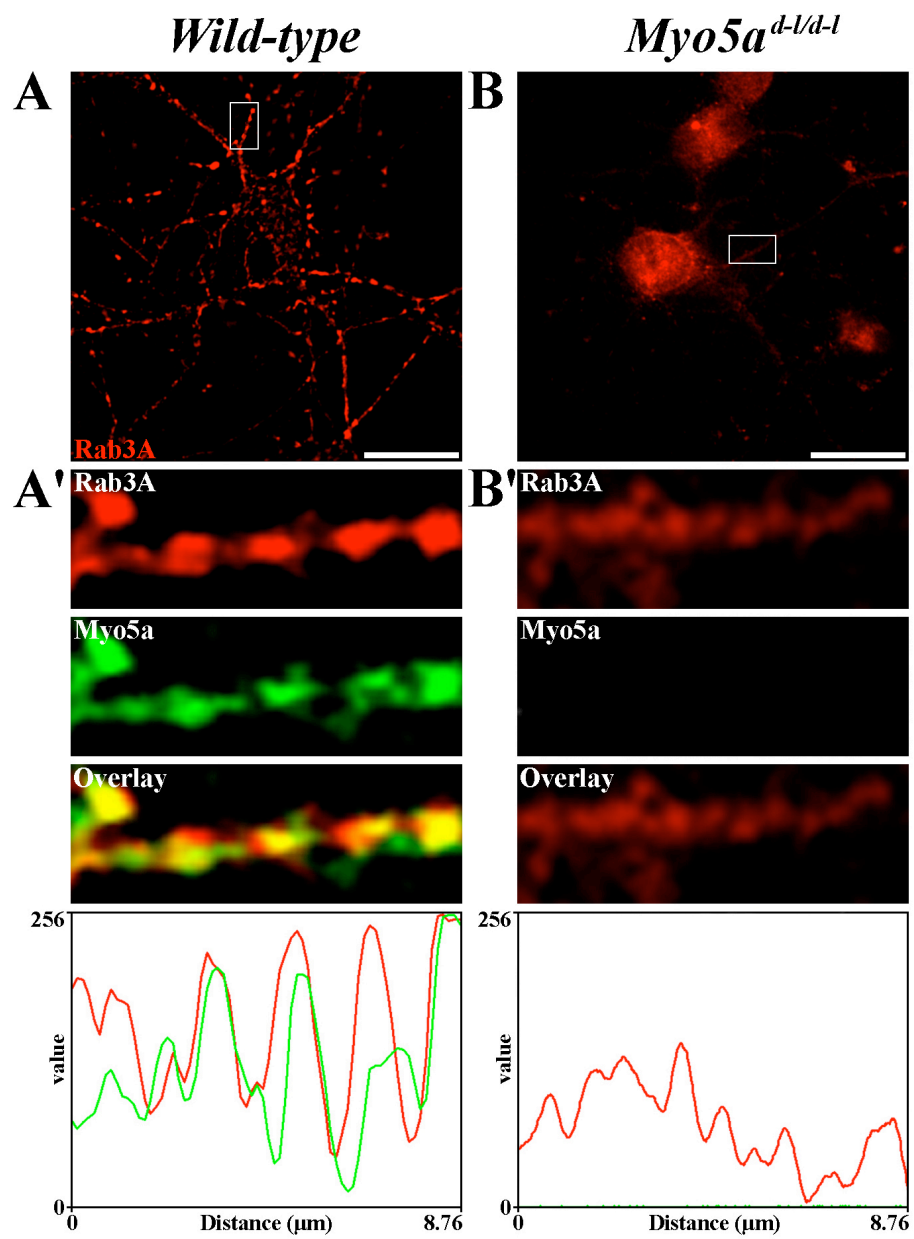 Wild-type
Myo5a d-l/d-l
A
B
Rab3A
A'
B'
Rab3A
Rab3A
Myo5a
Myo5a
Overlay
Overlay
256
256
value
value
0
0
0
Distance (µm)
8.76
0
Distance (µm)
8.76